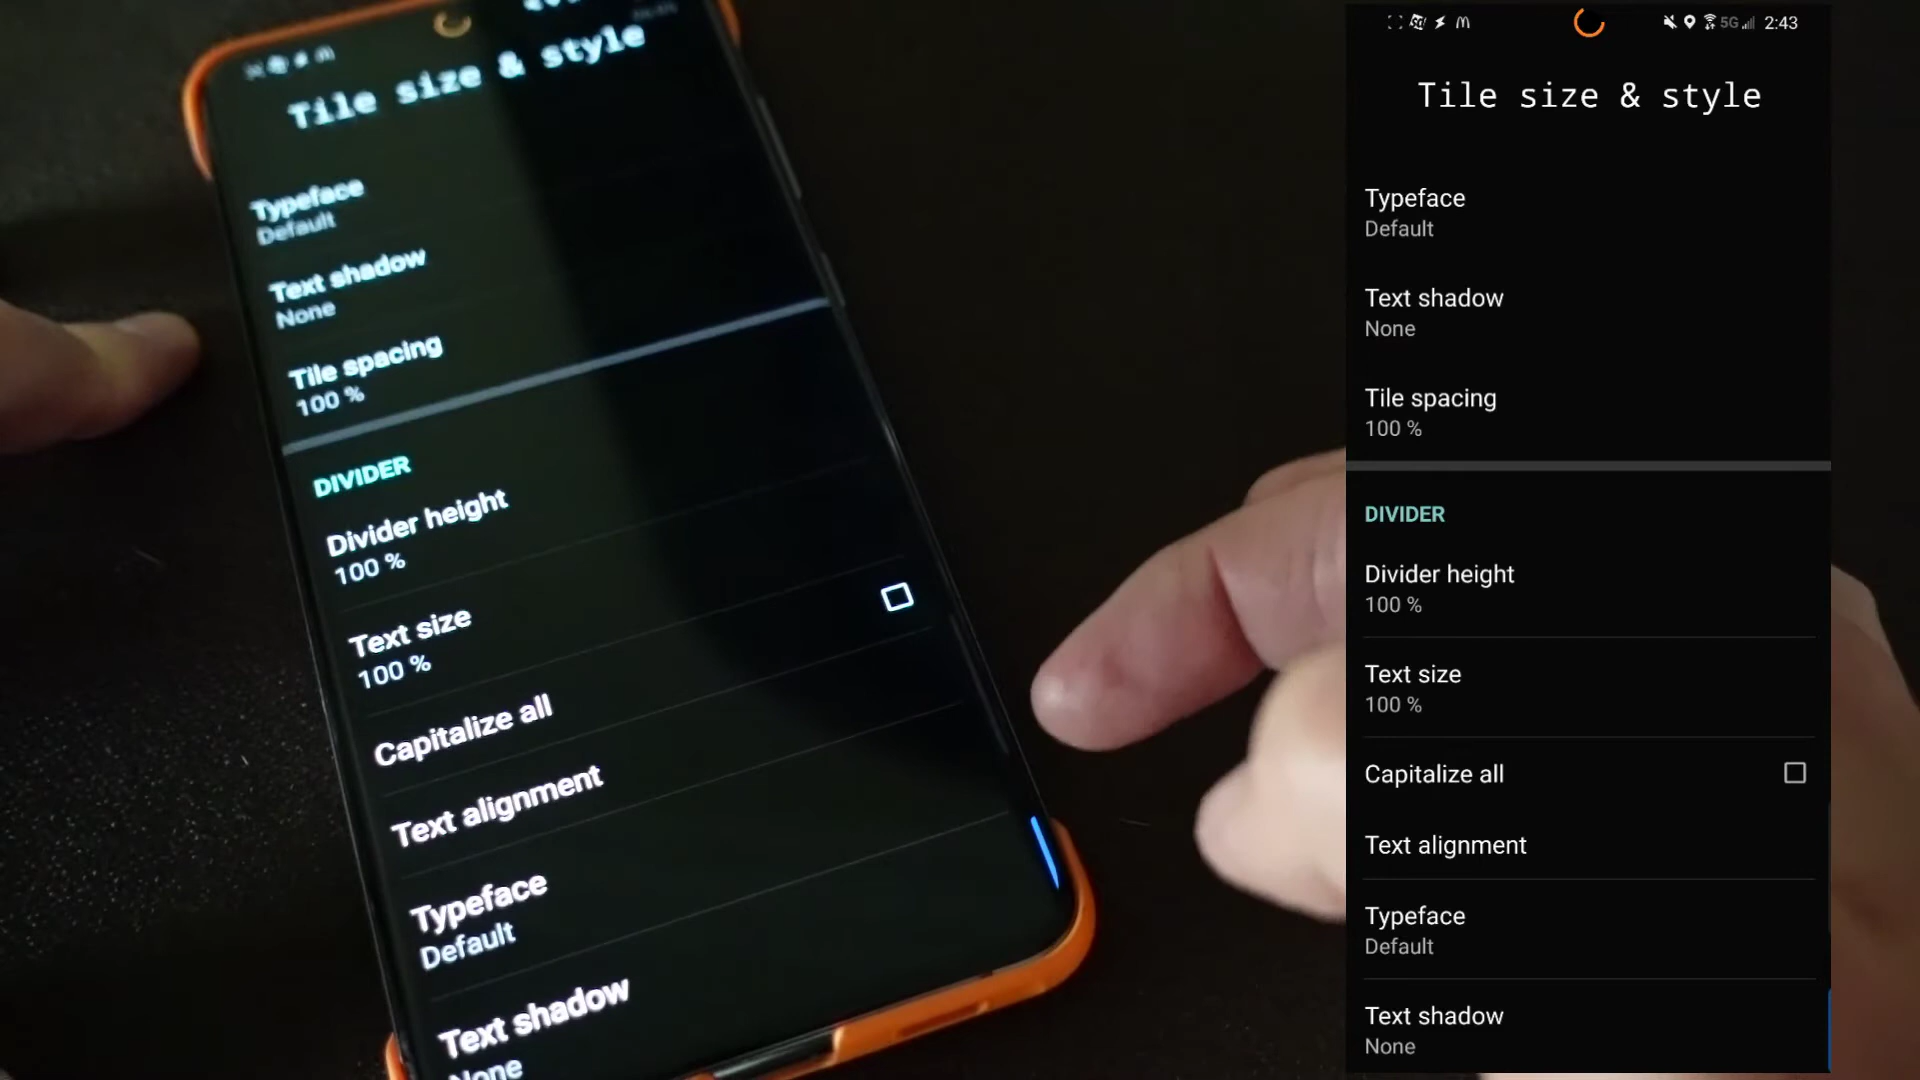 Tile size & style
Typeface
Default
Text shadow
None
Tile spacing
100 %
DIVIDER
Divider height
100 %
Text size
100 %
Capitalize all
Text alignment
Typeface
Default
Text shadow
None
5G 2:43
Tile size & style
Typeface
Default
Text shadow
None
Tile spacing
100 %
DIVIDER
Divider height
100 %
Text size
100 %
Capitalize all
Text alignment
Typeface
Default
Text shadow
None